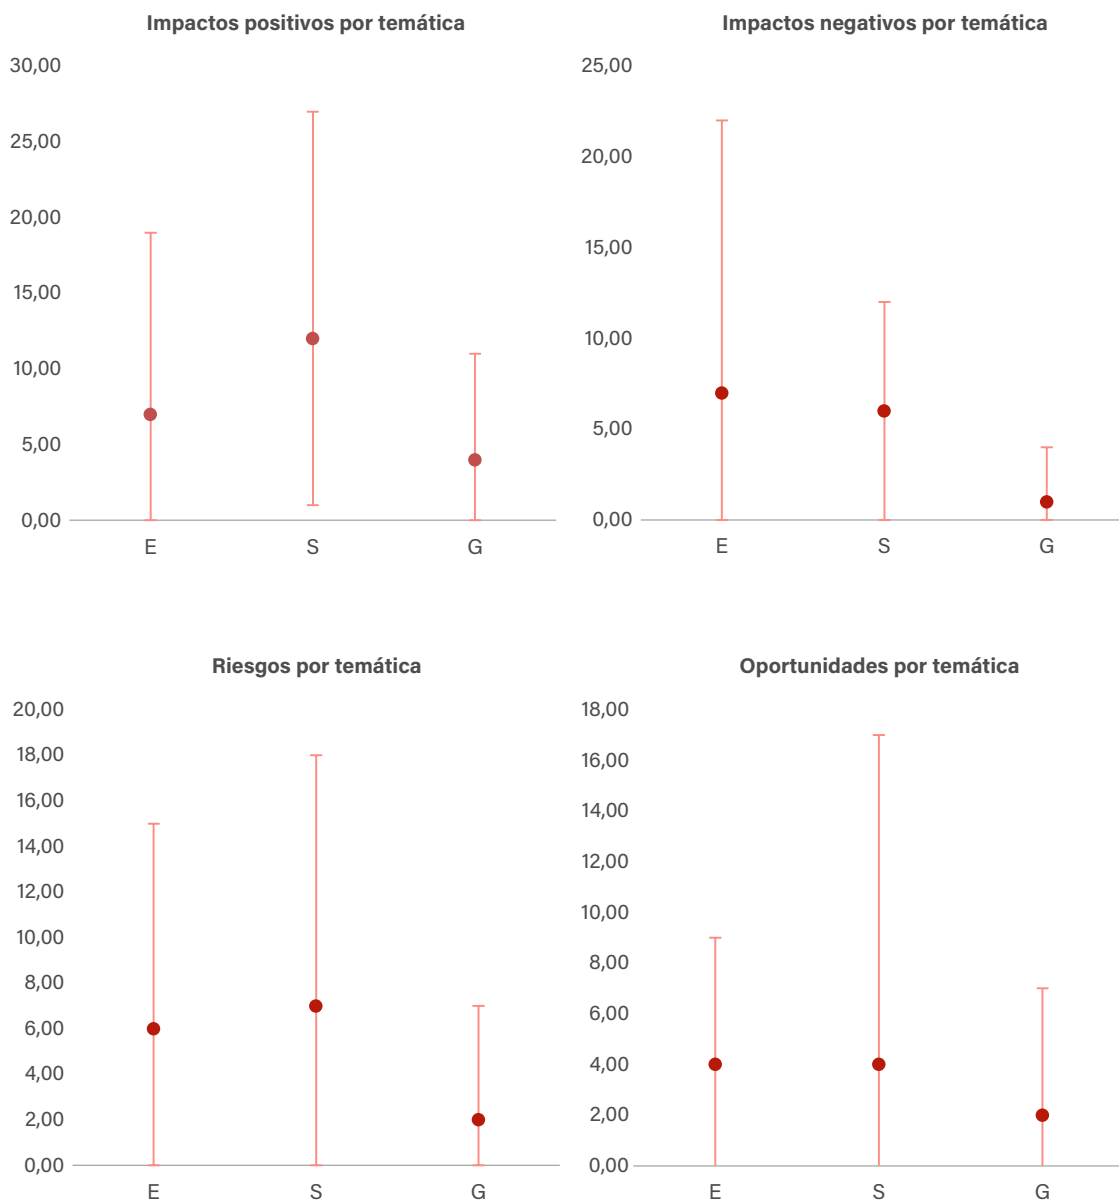 Impactos positivos por temática
30,00
25,00
20,00
15,00
10,00
5,00
0,00
E
S
G
Impactos negativos por temática
25,00
20,00
15,00
10,00
5,00
0,00
E
S
G
Riesgos por temática
20,00
18,00
16,00
14,00
12,00
10,00
8,00
6,00
4,00
2,00
0,00
E
S
G
Oportunidades por temática
18,00
16,00
14,00
12,00
10,00
8,00
6,00
4,00
2,00
0,00
E
S
G